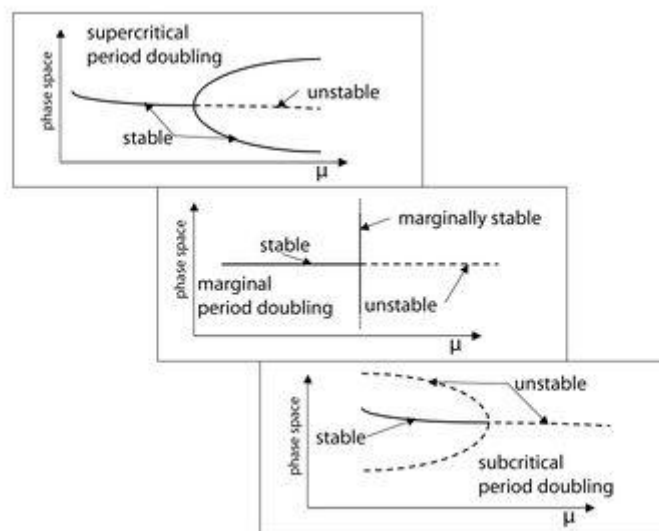 supercritical
period doubling
phase space
unstable
stable
μ
marginally stable
phase space
stable
marginal
period doubling
unstable
μ
unstable
phase space
stable
subcritical
period doubling
μ